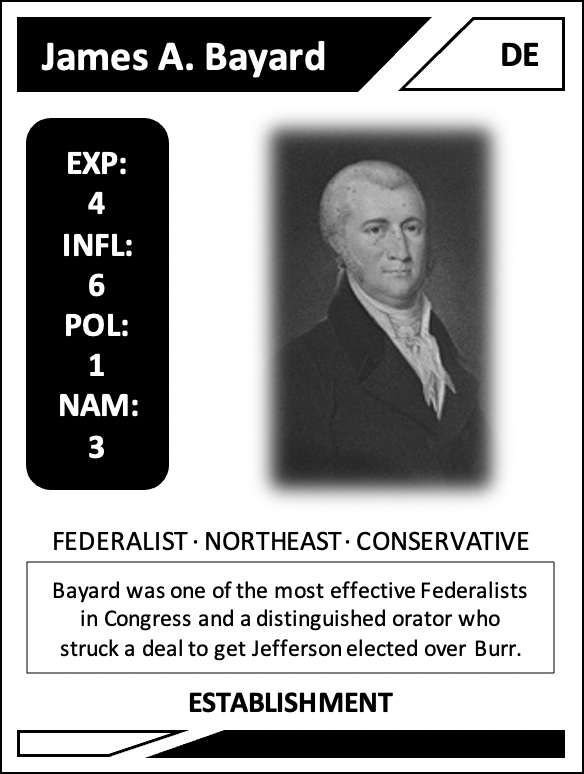 James A. Bayard
DE
EXP:
4
INFL:
6
POL:
1
NAM:
3
FEDERALIST · NORTHEAST · CONSERVATIVE
Bayard was one of the most effective Federalists
in Congress and a distinguished orator who
struck a deal to get Jefferson elected over Burr.
ESTABLISHMENT